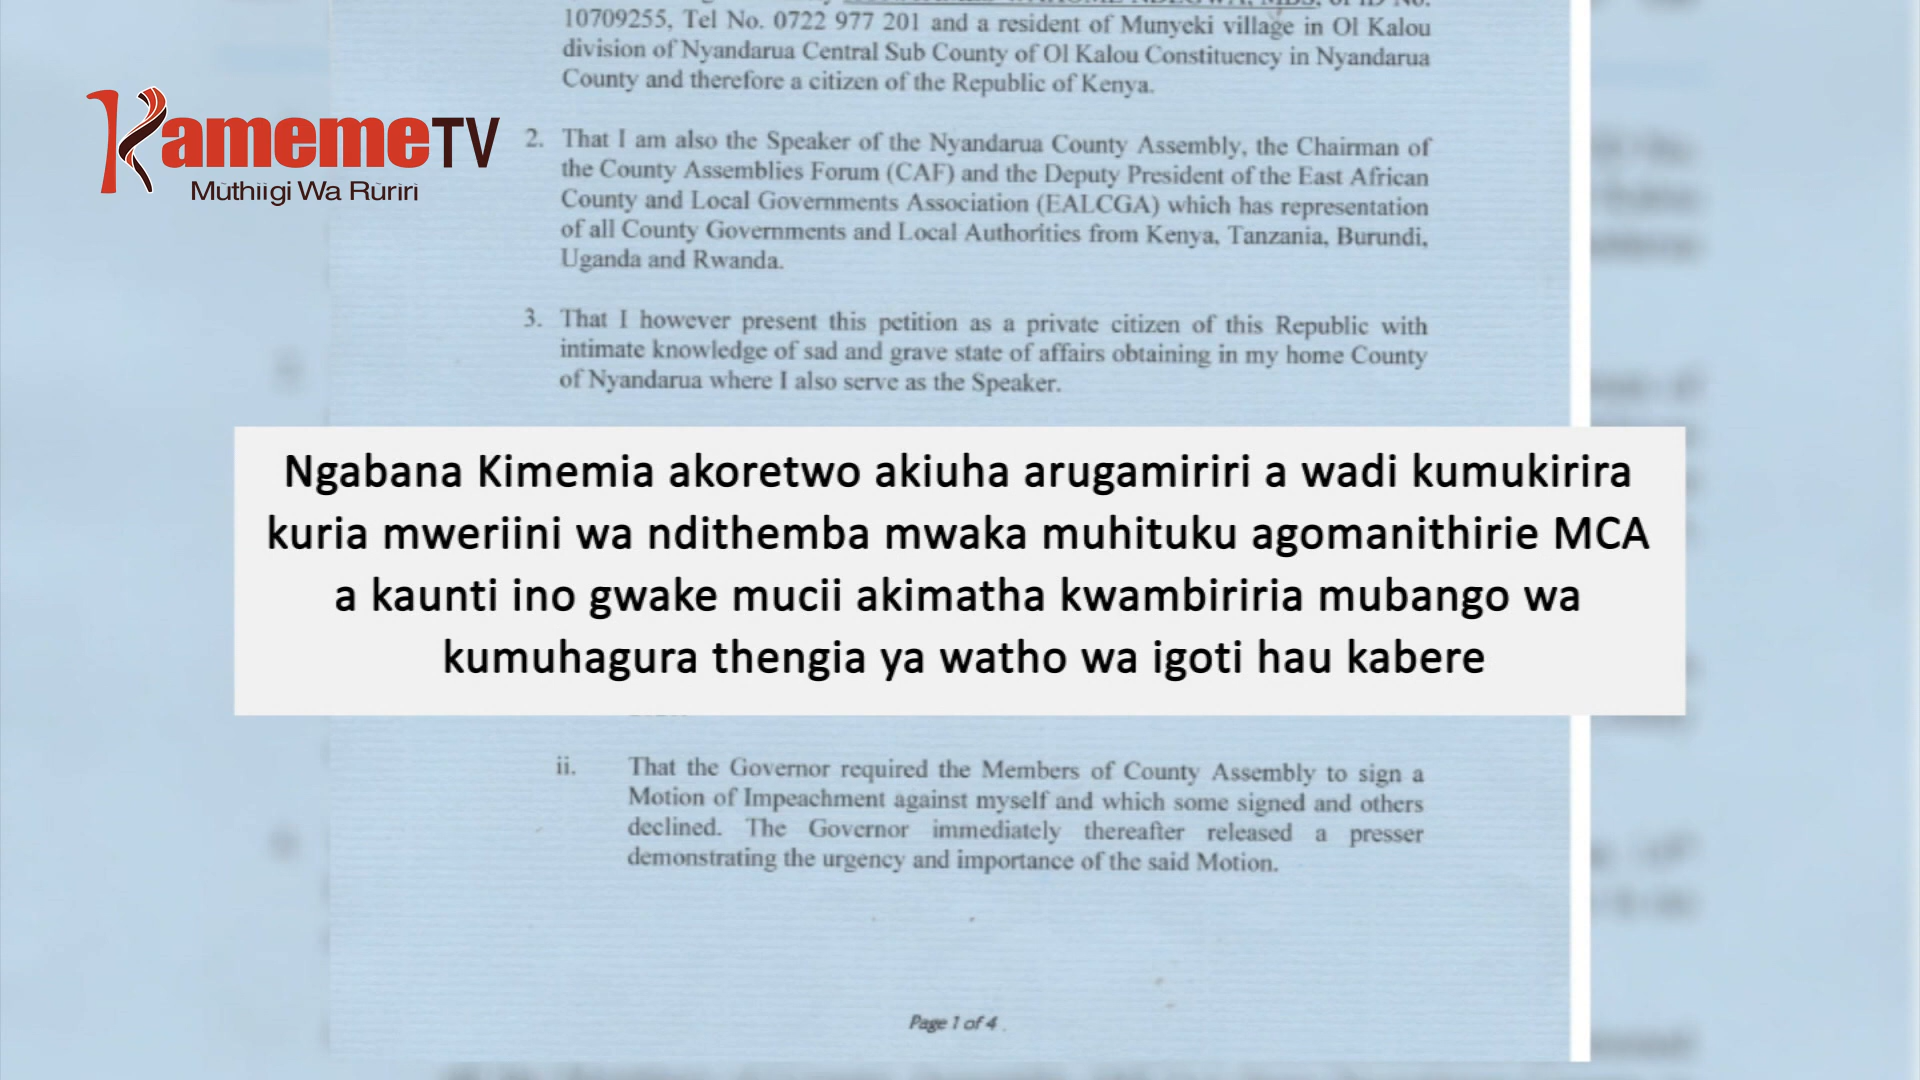 10709255, Tel No. 0722 977 201 and a resident of Munyeki village in Ol Kalou
division of Nyandarua Central Sub County of Ol Kalou Constituency in Nyandarua
County and therefore a citizen of the Republic of Kenya.
KamemeTV
Mũthiigi Wa Rũrĩrĩ
2. That I am also the Speaker of the Nyandarua County Assembly, the Chairman of
the County Assemblies Forum (CAF) and the Deputy President of the East African
County and Local Governments Association (EALCGA) which has representation
of all County Governments and Local Authorities from Kenya, Tanzania, Burundi,
Uganda and Rwanda.
3. That I however present this petition as a private citizen of this Republic with
intimate knowledge of sad and grave state of affairs obtaining in my home County
of Nyandarua where I also serve as the Speaker.
Ngabana Kimemia akoretwo akiuha arugamiriri a wadi kumukirira
kuria mweriini wa ndithemba mwaka muhituku agomanithirie MCA
a kaunti ino gwake mucii akimatha kwambiriria mubango wa
kumuhagura thengia ya watho wa igoti hau kabere
ii. That the Governor required the Members of County Assembly to sign a
Motion of Impeachment against myself and which some signed and others
declined. The Governor immediately thereafter released a presser
demonstrating the urgency and importance of the said Motion.
Page 1 of 4